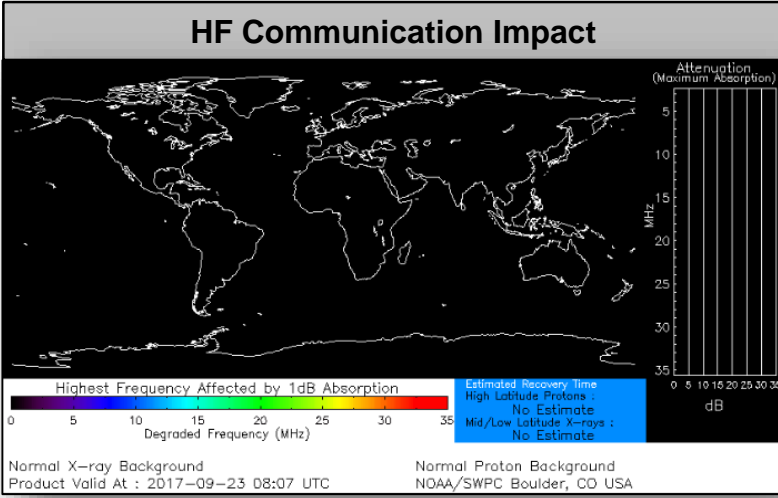 HF Communication Impact
Attenuation
(Maximum Absorption)
5
10
15
20
25
30
35
MHz
0 5 10 15 20 25 30 35
dB
Highest Frequency Affected by 1dB Absorption
0 5 10 15 20 25 30 35
Degraded Frequency (MHz)
Estimated Recovery Time
High Latitude Protons :
No Estimate
Mid/Low Latitude X-rays :
No Estimate
Normal X-ray Background
Normal Proton Background
Product Valid At : 2017-09-23 08:07 UTC
NOAA/SWPC Boulder, CO USA